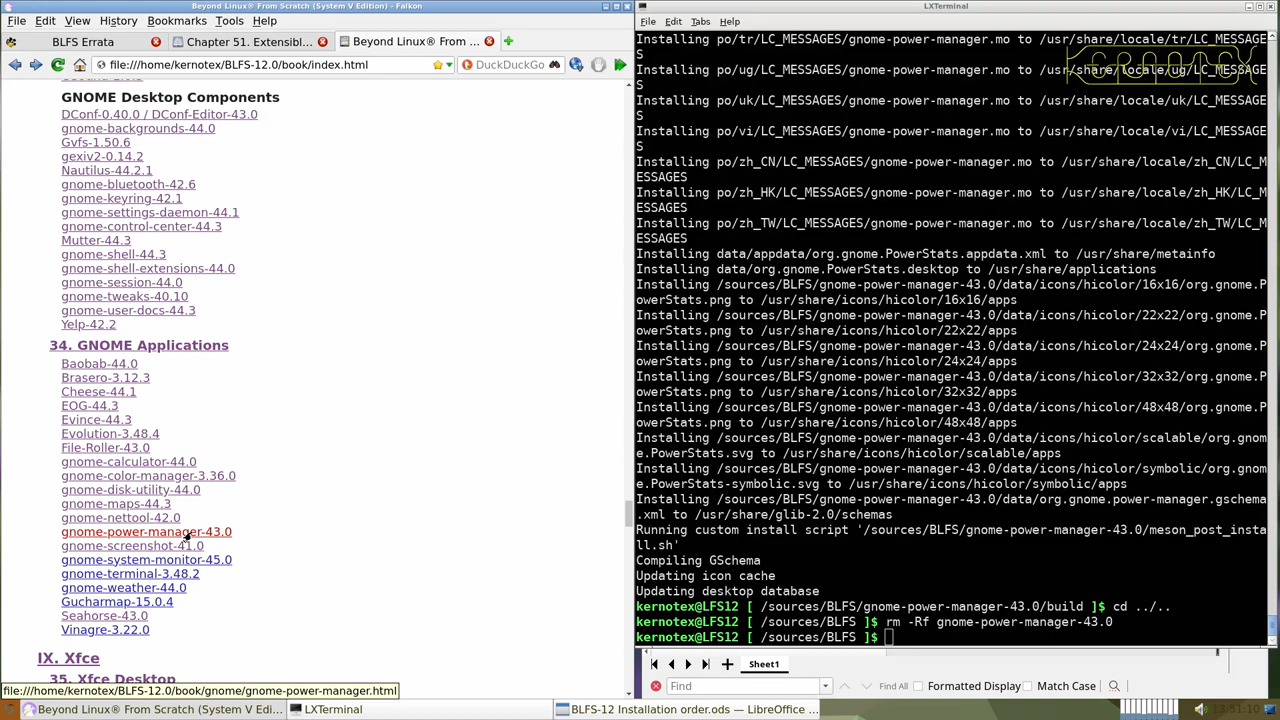 Beyond Linux® From Scratch (System V Edition) - Falkon
File Edit View History Bookmarks Tools Help
BLFS Errata
Chapter 51. Extensibl...
Beyond Linux® From ...
file:///home/kernotex/BLFS-12.0/book/index.html
DuckDuckGo
GNOME Desktop Components
DConf-0.40.0 / DConf-Editor-43.0
gnome-backgrounds-44.0
Gvfs-1.50.6
gexiv2-0.14.2
Nautilus-44.2.1
gnome-bluetooth-42.6
gnome-keyring-42.1
gnome-settings-daemon-44.1
gnome-control-center-44.3
Mutter-44.3
gnome-shell-44.3
gnome-shell-extensions-44.0
gnome-session-44.0
gnome-tweaks-40.10
gnome-user-docs-44.3
Yelp-42.2
34. GNOME Applications
Baobab-44.0
Brasero-3.12.3
Cheese-44.1
EOG-44.3
Evince-44.3
Evolution-3.48.4
File-Roller-43.0
gnome-calculator-44.0
gnome-color-manager-3.36.0
gnome-disk-utility-44.0
gnome-maps-44.3
gnome-nettool-42.0
gnome-power-manager-43.0
gnome-screenshot-41.0
gnome-system-monitor-45.0
gnome-terminal-3.48.2
gnome-weather-44.0
Gucharmap-15.0.4
Seahorse-43.0
Vinagre-3.22.0
IX. Xfce
35. Xfce Desktop
file:///home/kernotex/BLFS-12.0/book/gnome/gnome-power-manager.html
LXTerminal
File Edit Tabs Help
Installing po/tr/LC_MESSAGES/gnome-power-manager.mo to /usr/share/locale/tr/LC_MESSAGE
S
Installing po/ug/LC_MESSAGES/gnome-power-manager.mo to /usr/share/locale/ug/LC_MESSAGE
S
Installing po/uk/LC_MESSAGES/gnome-power-manager.mo to /usr/share/locale/uk/LC_MESSAGE
S
Installing po/vi/LC_MESSAGES/gnome-power-manager.mo to /usr/share/locale/vi/LC_MESSAGE
S
Installing po/zh_CN/LC_MESSAGES/gnome-power-manager.mo to /usr/share/locale/zh_CN/LC_M
ESSAGES
Installing po/zh_HK/LC_MESSAGES/gnome-power-manager.mo to /usr/share/locale/zh_HK/LC_M
ESSAGES
Installing po/zh_TW/LC_MESSAGES/gnome-power-manager.mo to /usr/share/locale/zh_TW/LC_M
ESSAGES
Installing data/appdata/org.gnome.PowerStats.appdata.xml to /usr/share/metainfo
Installing data/org.gnome.PowerStats.desktop to /usr/share/applications
Installing /sources/BLFS/gnome-power-manager-43.0/data/icons/hicolor/16x16/org.gnome.P
owerStats.png to /usr/share/icons/hicolor/16x16/apps
Installing /sources/BLFS/gnome-power-manager-43.0/data/icons/hicolor/22x22/org.gnome.P
owerStats.png to /usr/share/icons/hicolor/22x22/apps
Installing /sources/BLFS/gnome-power-manager-43.0/data/icons/hicolor/24x24/org.gnome.P
owerStats.png to /usr/share/icons/hicolor/24x24/apps
Installing /sources/BLFS/gnome-power-manager-43.0/data/icons/hicolor/32x32/org.gnome.P
owerStats.png to /usr/share/icons/hicolor/32x32/apps
Installing /sources/BLFS/gnome-power-manager-43.0/data/icons/hicolor/48x48/org.gnome.P
owerStats.png to /usr/share/icons/hicolor/48x48/apps
Installing /sources/BLFS/gnome-power-manager-43.0/data/icons/hicolor/scalable/org.gnom
e.PowerStats.svg to /usr/share/icons/hicolor/scalable/apps
Installing /sources/BLFS/gnome-power-manager-43.0/data/icons/hicolor/symbolic/org.gnom
e.PowerStats-symbolic.svg to /usr/share/icons/hicolor/symbolic/apps
Installing /sources/BLFS/gnome-power-manager-43.0/data/org.gnome.power-manager.gschema
.xml to /usr/share/glib-2.0/schemas
Running custom install script '/sources/BLFS/gnome-power-manager-43.0/meson_post_insta
ll.sh'
Compiling GSchema
Updating icon cache
Updating desktop database
kernotex@LFS12 [ /sources/BLFS/gnome-power-manager-43.0/build ]$ cd ../..
kernotex@LFS12 [ /sources/BLFS ]$ rm -Rf gnome-power-manager-43.0
kernotex@LFS12 [ /sources/BLFS ]$
Sheet1
Find
Find All
Formatted Display
Match Case
Beyond Linux® From Scratch (System V Edi...
LXTerminal
BLFS-12 Installation order.ods — LibreOffice ...
13:51:10